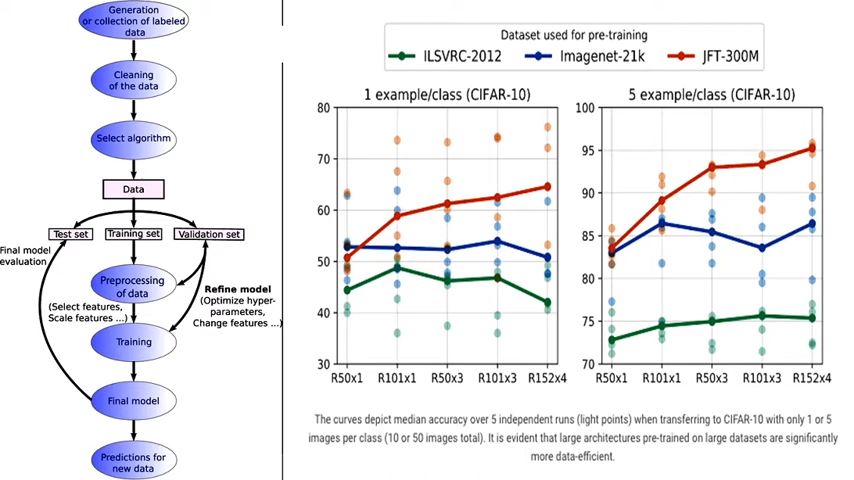 Generation
or collection of labeled
data
Cleaning
of the data
Select algorithm
Data
Test set
Training set
Validation set
Final model
evaluation
Preprocessing
of data
(Select features,
Scale features ...)
Refine model
(Optimize hyper-
parameters,
Change features ...)
Training
Final model
Predictions for
new data
Dataset used for pre-training
ILSVRC-2012
Imagenet-21k
JFT-300M
1 example/class (CIFAR-10)
80
70
60
50
40
30
R50x1
R101x1
R50x3
R101x3
R152x4
5 example/class (CIFAR-10)
100
95
90
85
80
75
70
R50x1
R101x1
R50x3
R101x3
R152x4
The curves depict median accuracy over 5 independent runs (light points) when transferring to CIFAR-10 with only 1 or 5
images per class (10 or 50 images total). It is evident that large architectures pre-trained on large datasets are significantly
more data-efficient.